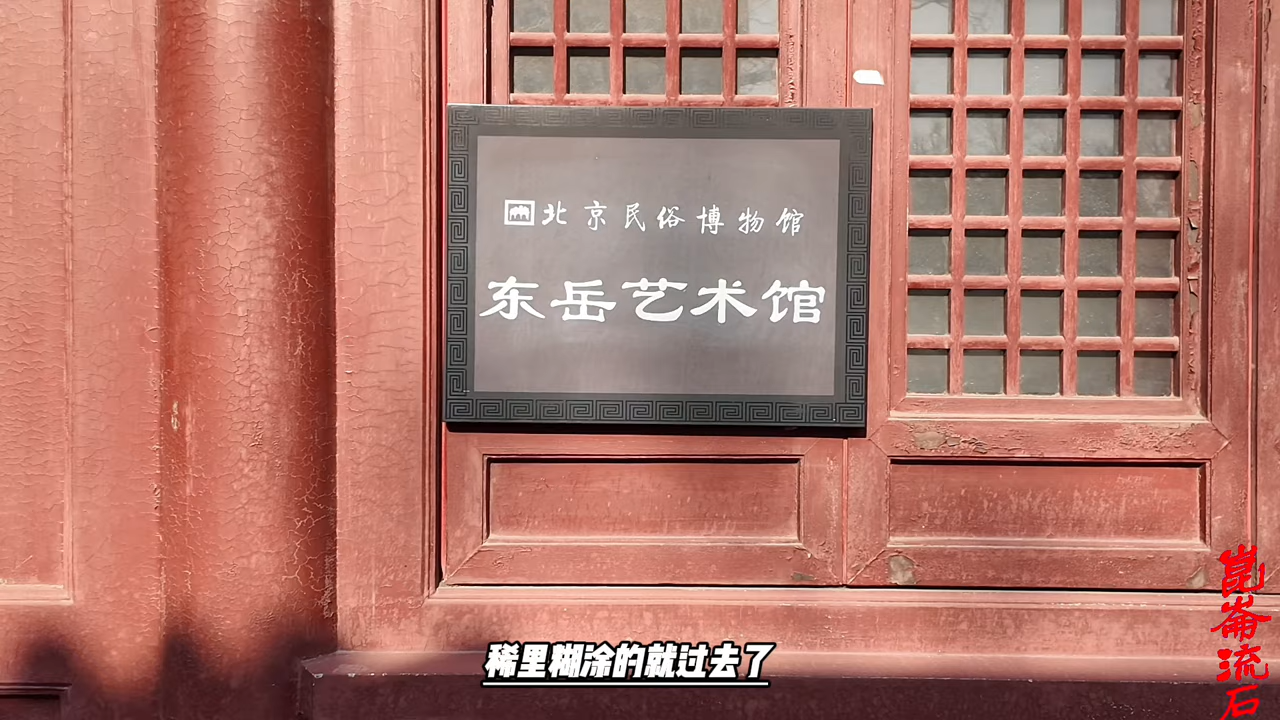 北京民俗博物馆
东岳艺术馆
稀里糊涂的就过去了
崑崙流石